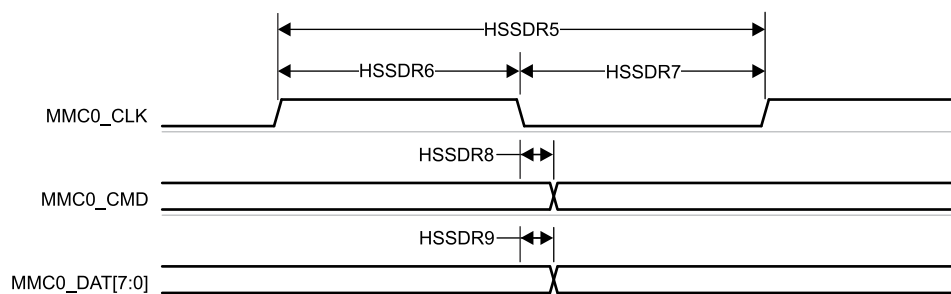 HSSDR5
HSSDR6 HSSDR7
MMC0_CLK
HSSDR8
MMC0_CMD
HSSDR9
MMC0_DAT[7:0]